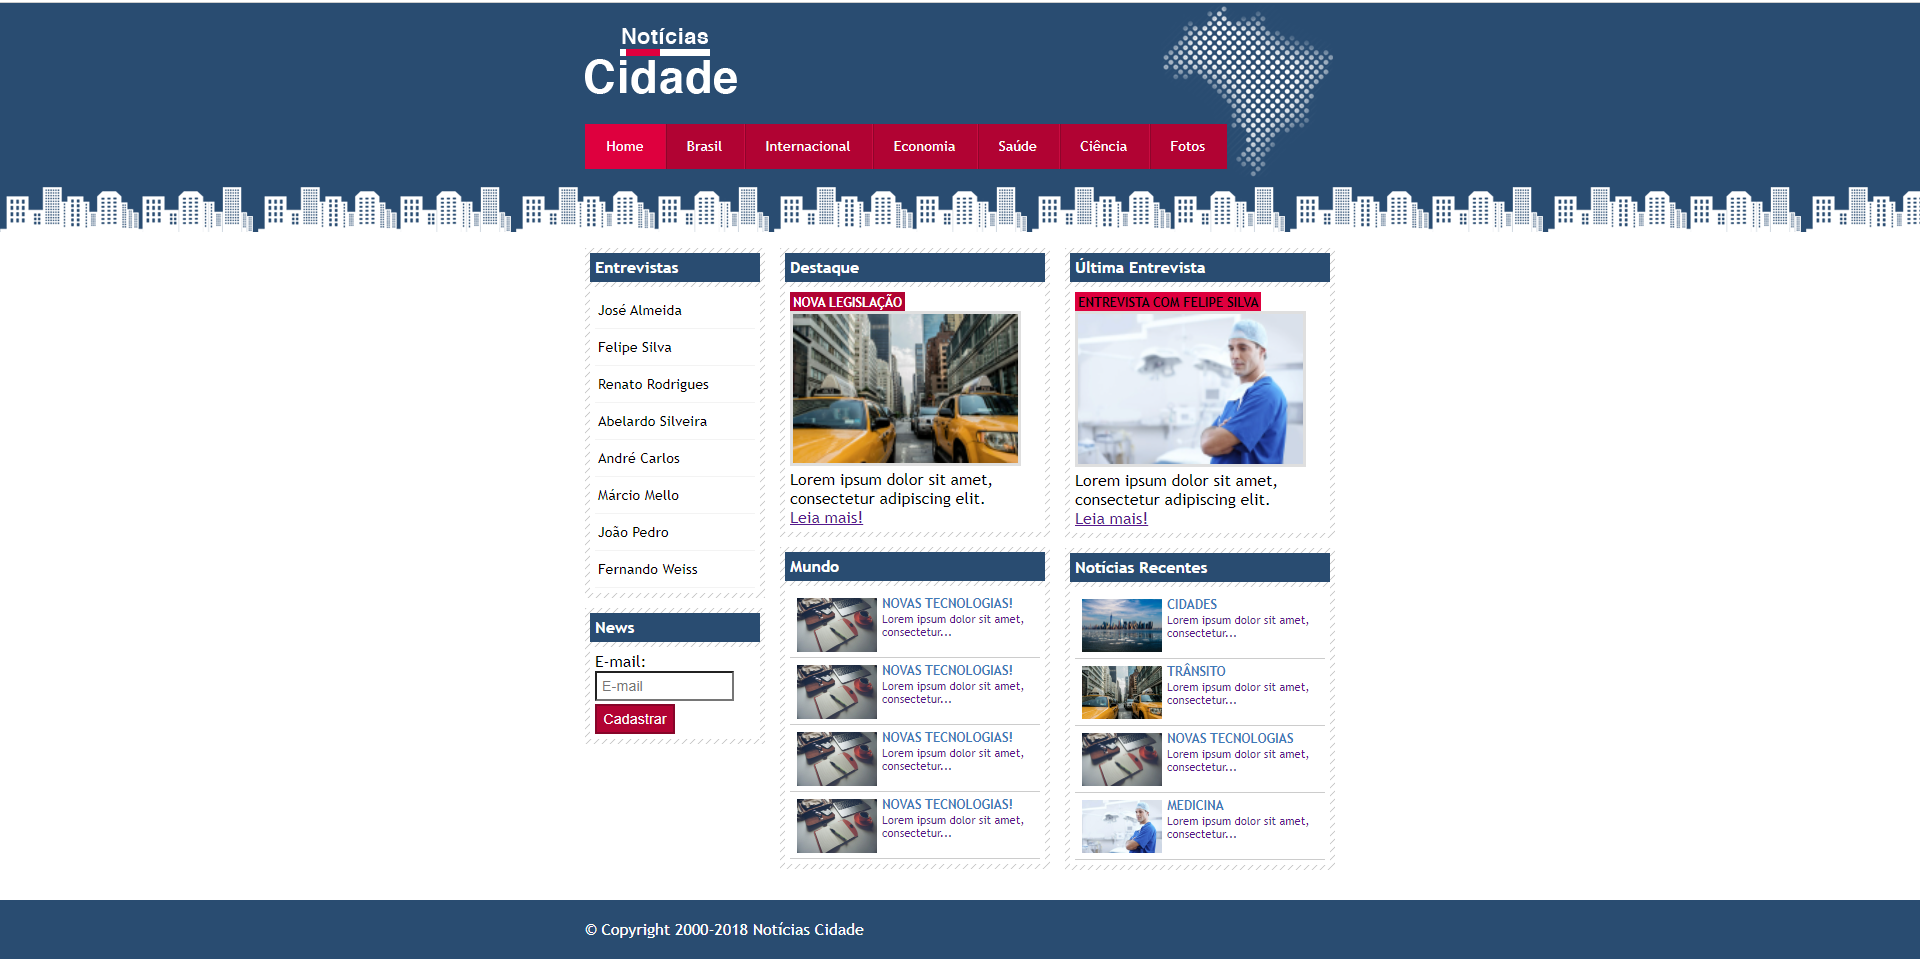 Notícias
Cidade
Home
Brasil
Internacional
Economia
Saúde
Ciência
Fotos
Entrevistas
José Almeida
Felipe Silva
Renato Rodrigues
Abelardo Silveira
André Carlos
Márcio Mello
João Pedro
Fernando Weiss
News
E-mail:
E-mail
Cadastrar
Destaque
NOVA LEGISLAÇÃO
Lorem ipsum dolor sit amet,
consectetur adipiscing elit.
Leia mais!
Mundo
NOVAS TECNOLOGIAS!
Lorem ipsum dolor sit amet,
consectetur...
NOVAS TECNOLOGIAS!
Lorem ipsum dolor sit amet,
consectetur...
NOVAS TECNOLOGIAS!
Lorem ipsum dolor sit amet,
consectetur...
NOVAS TECNOLOGIAS!
Lorem ipsum dolor sit amet,
consectetur...
Última Entrevista
ENTREVISTA COM FELIPE SILVA
Lorem ipsum dolor sit amet,
consectetur adipiscing elit.
Leia mais!
Notícias Recentes
CIDADES
Lorem ipsum dolor sit amet,
consectetur...
TRÂNSITO
Lorem ipsum dolor sit amet,
consectetur...
NOVAS TECNOLOGIAS
Lorem ipsum dolor sit amet,
consectetur...
MEDICINA
Lorem ipsum dolor sit amet,
consectetur...
© Copyright 2000-2018 Notícias Cidade